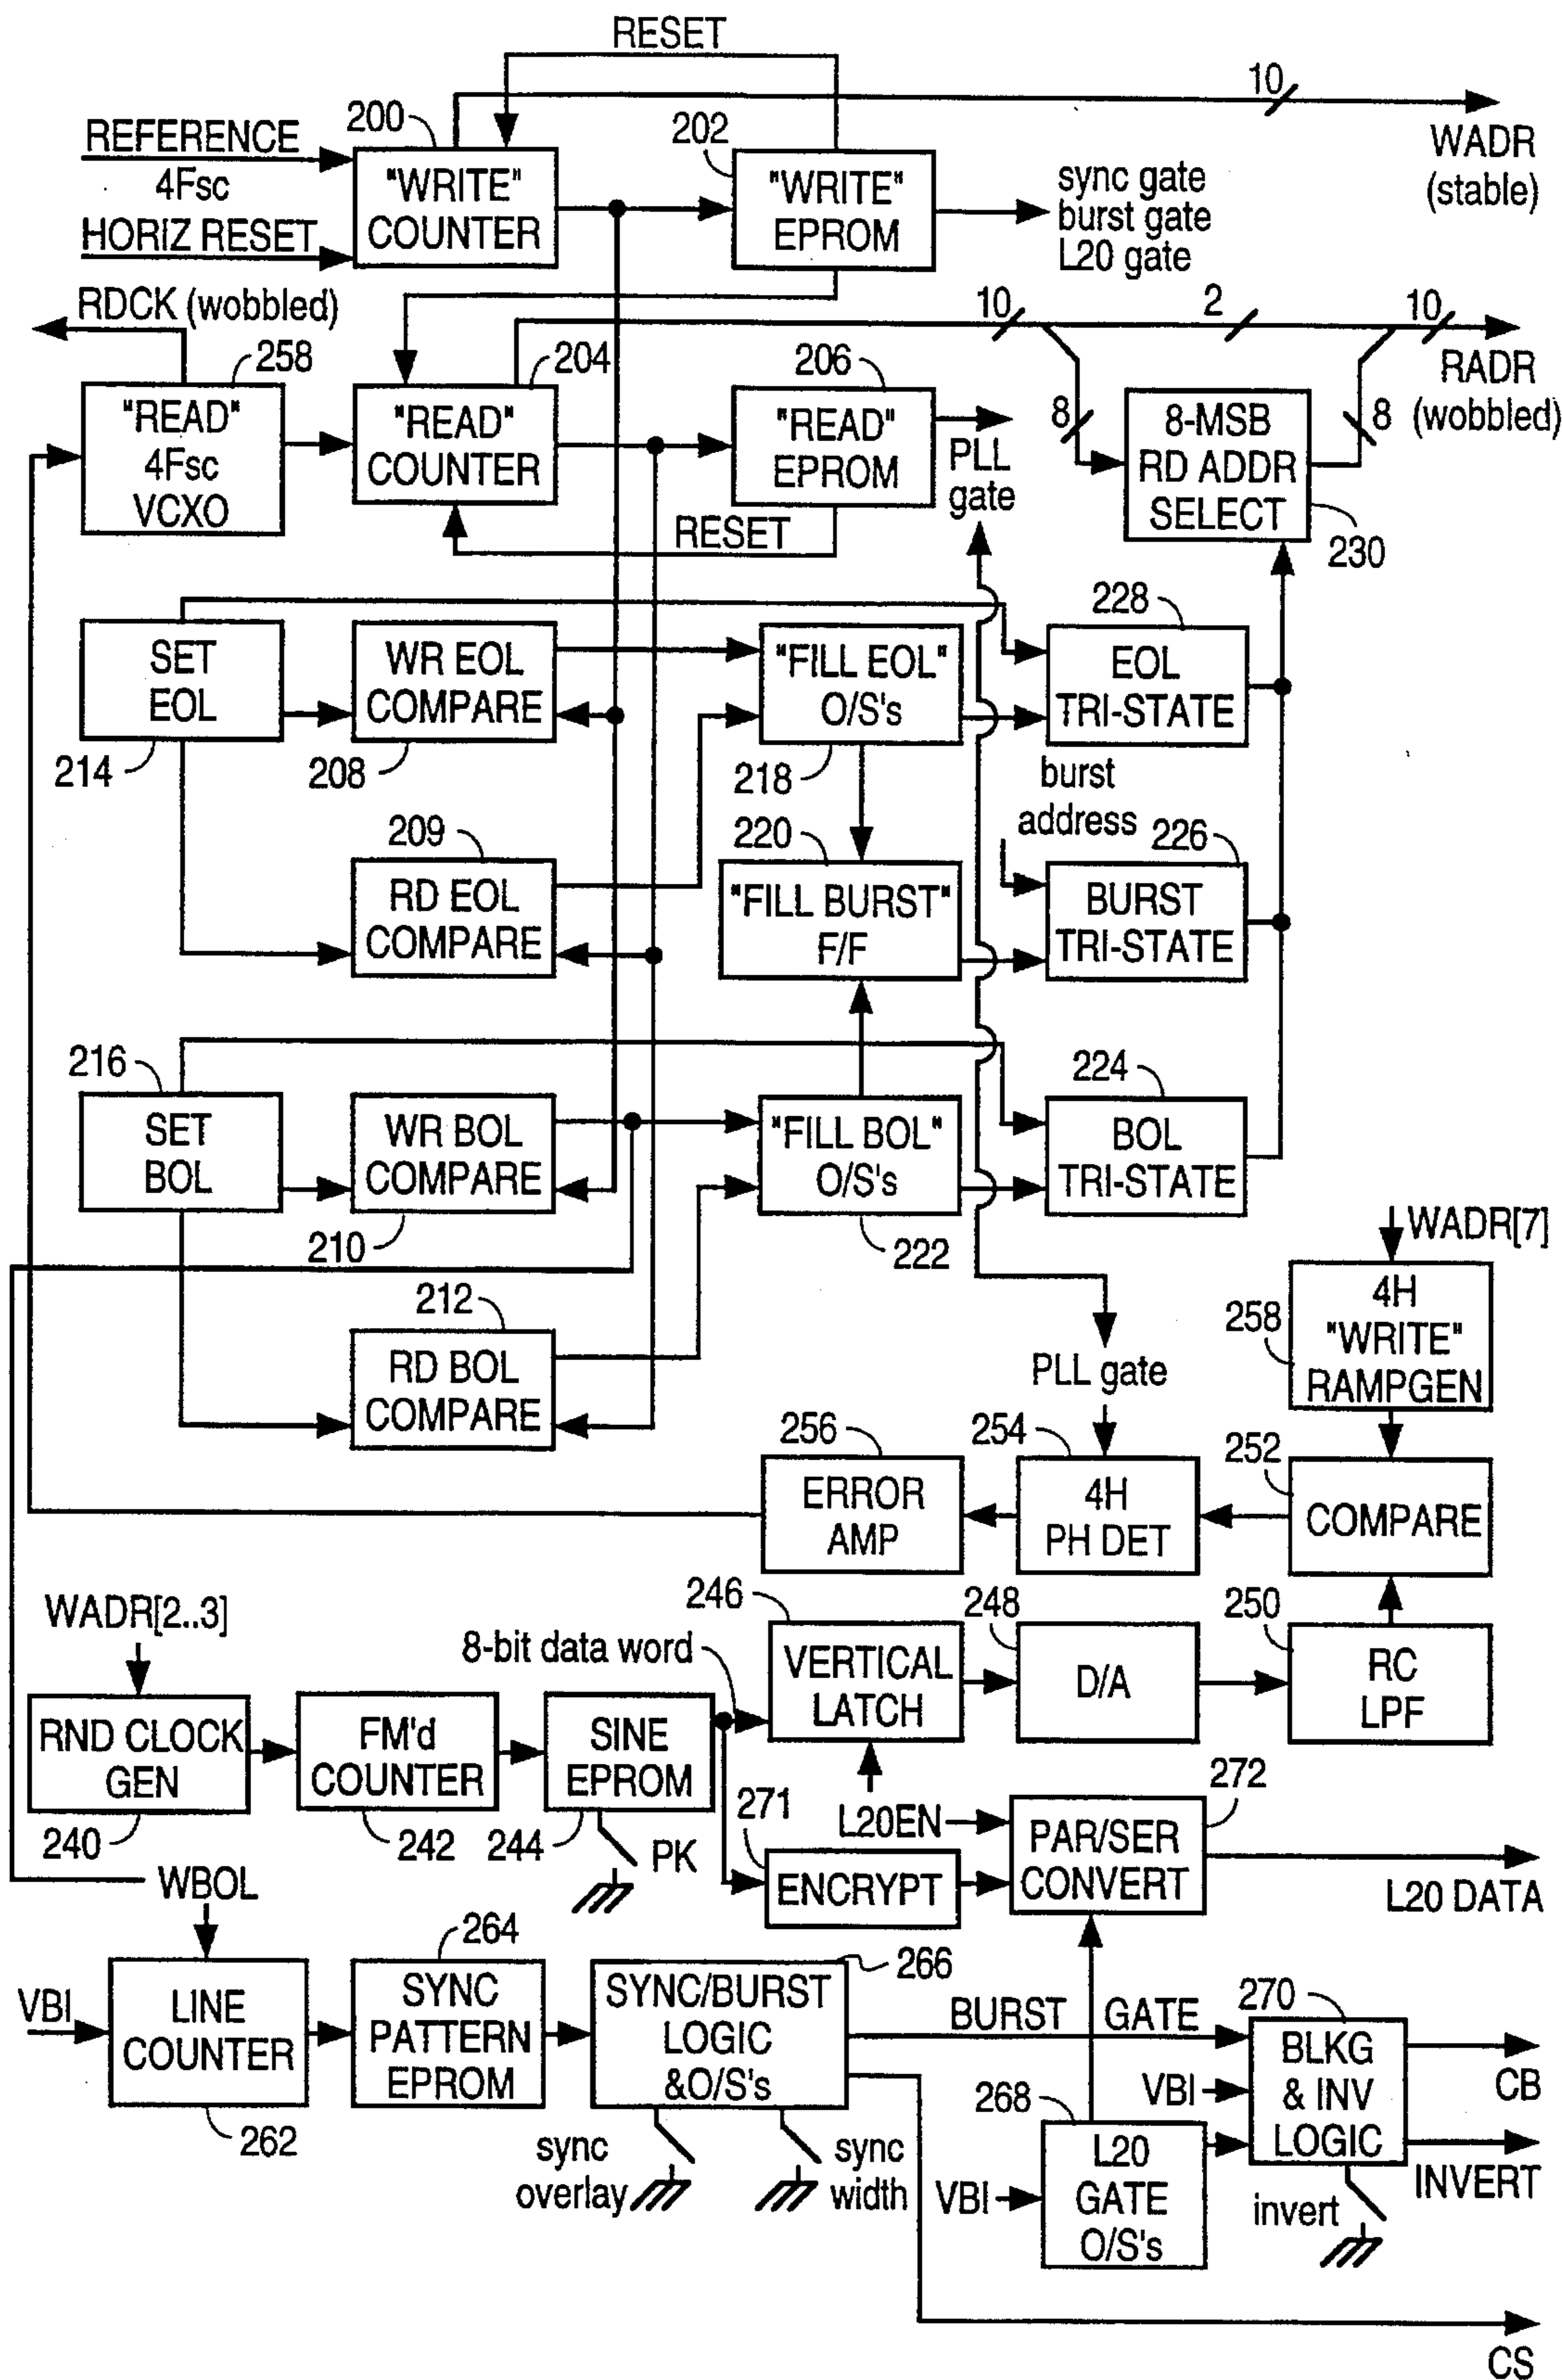 RESET
10
200
202
REFERENCE
4Fsc
HORIZ RESET
"WRITE"
COUNTER
"WRITE"
EPROM
sync gate
burst gate
L20 gate
WADR
(stable)
RDCK (wobbled)
10
2
10
258
204
206
RADR
(wobbled)
"READ"
4Fsc
VCXO
"READ"
COUNTER
"READ"
EPROM
PLL
gate
8
8-MSB
RD ADDR
SELECT
8
RESET
230
228
SET
EOL
WR EOL
COMPARE
"FILL EOL"
O/S's
EOL
TRI-STATE
214
208
218
burst
address
209
220
226
RD EOL
COMPARE
"FILL BURST"
F/F
BURST
TRI-STATE
216
224
SET
BOL
WR BOL
COMPARE
"FILL BOL"
O/S's
BOL
TRI-STATE
210
222
WADR[7]
212
258
4H
"WRITE"
RAMPGEN
RD BOL
COMPARE
PLL gate
256
254
252
ERROR
AMP
4H
PH DET
COMPARE
WADR[2..3]
246
248
250
8-bit data word
VERTICAL
LATCH
D/A
RC
LPF
RND CLOCK
GEN
FM'd
COUNTER
SINE
EPROM
240
242
244
PK
271
L20EN
272
PAR/SER
CONVERT
WBOL
ENCRYPT
L20 DATA
264
266
VBI
LINE
COUNTER
SYNC
PATTERN
EPROM
SYNC/BURST
LOGIC
&O/S's
BURST GATE
270
BLKG
& INV
LOGIC
CB
VBI
268
262
sync
overlay
sync
width
VBI
L20
GATE
O/S's
invert
INVERT
CS